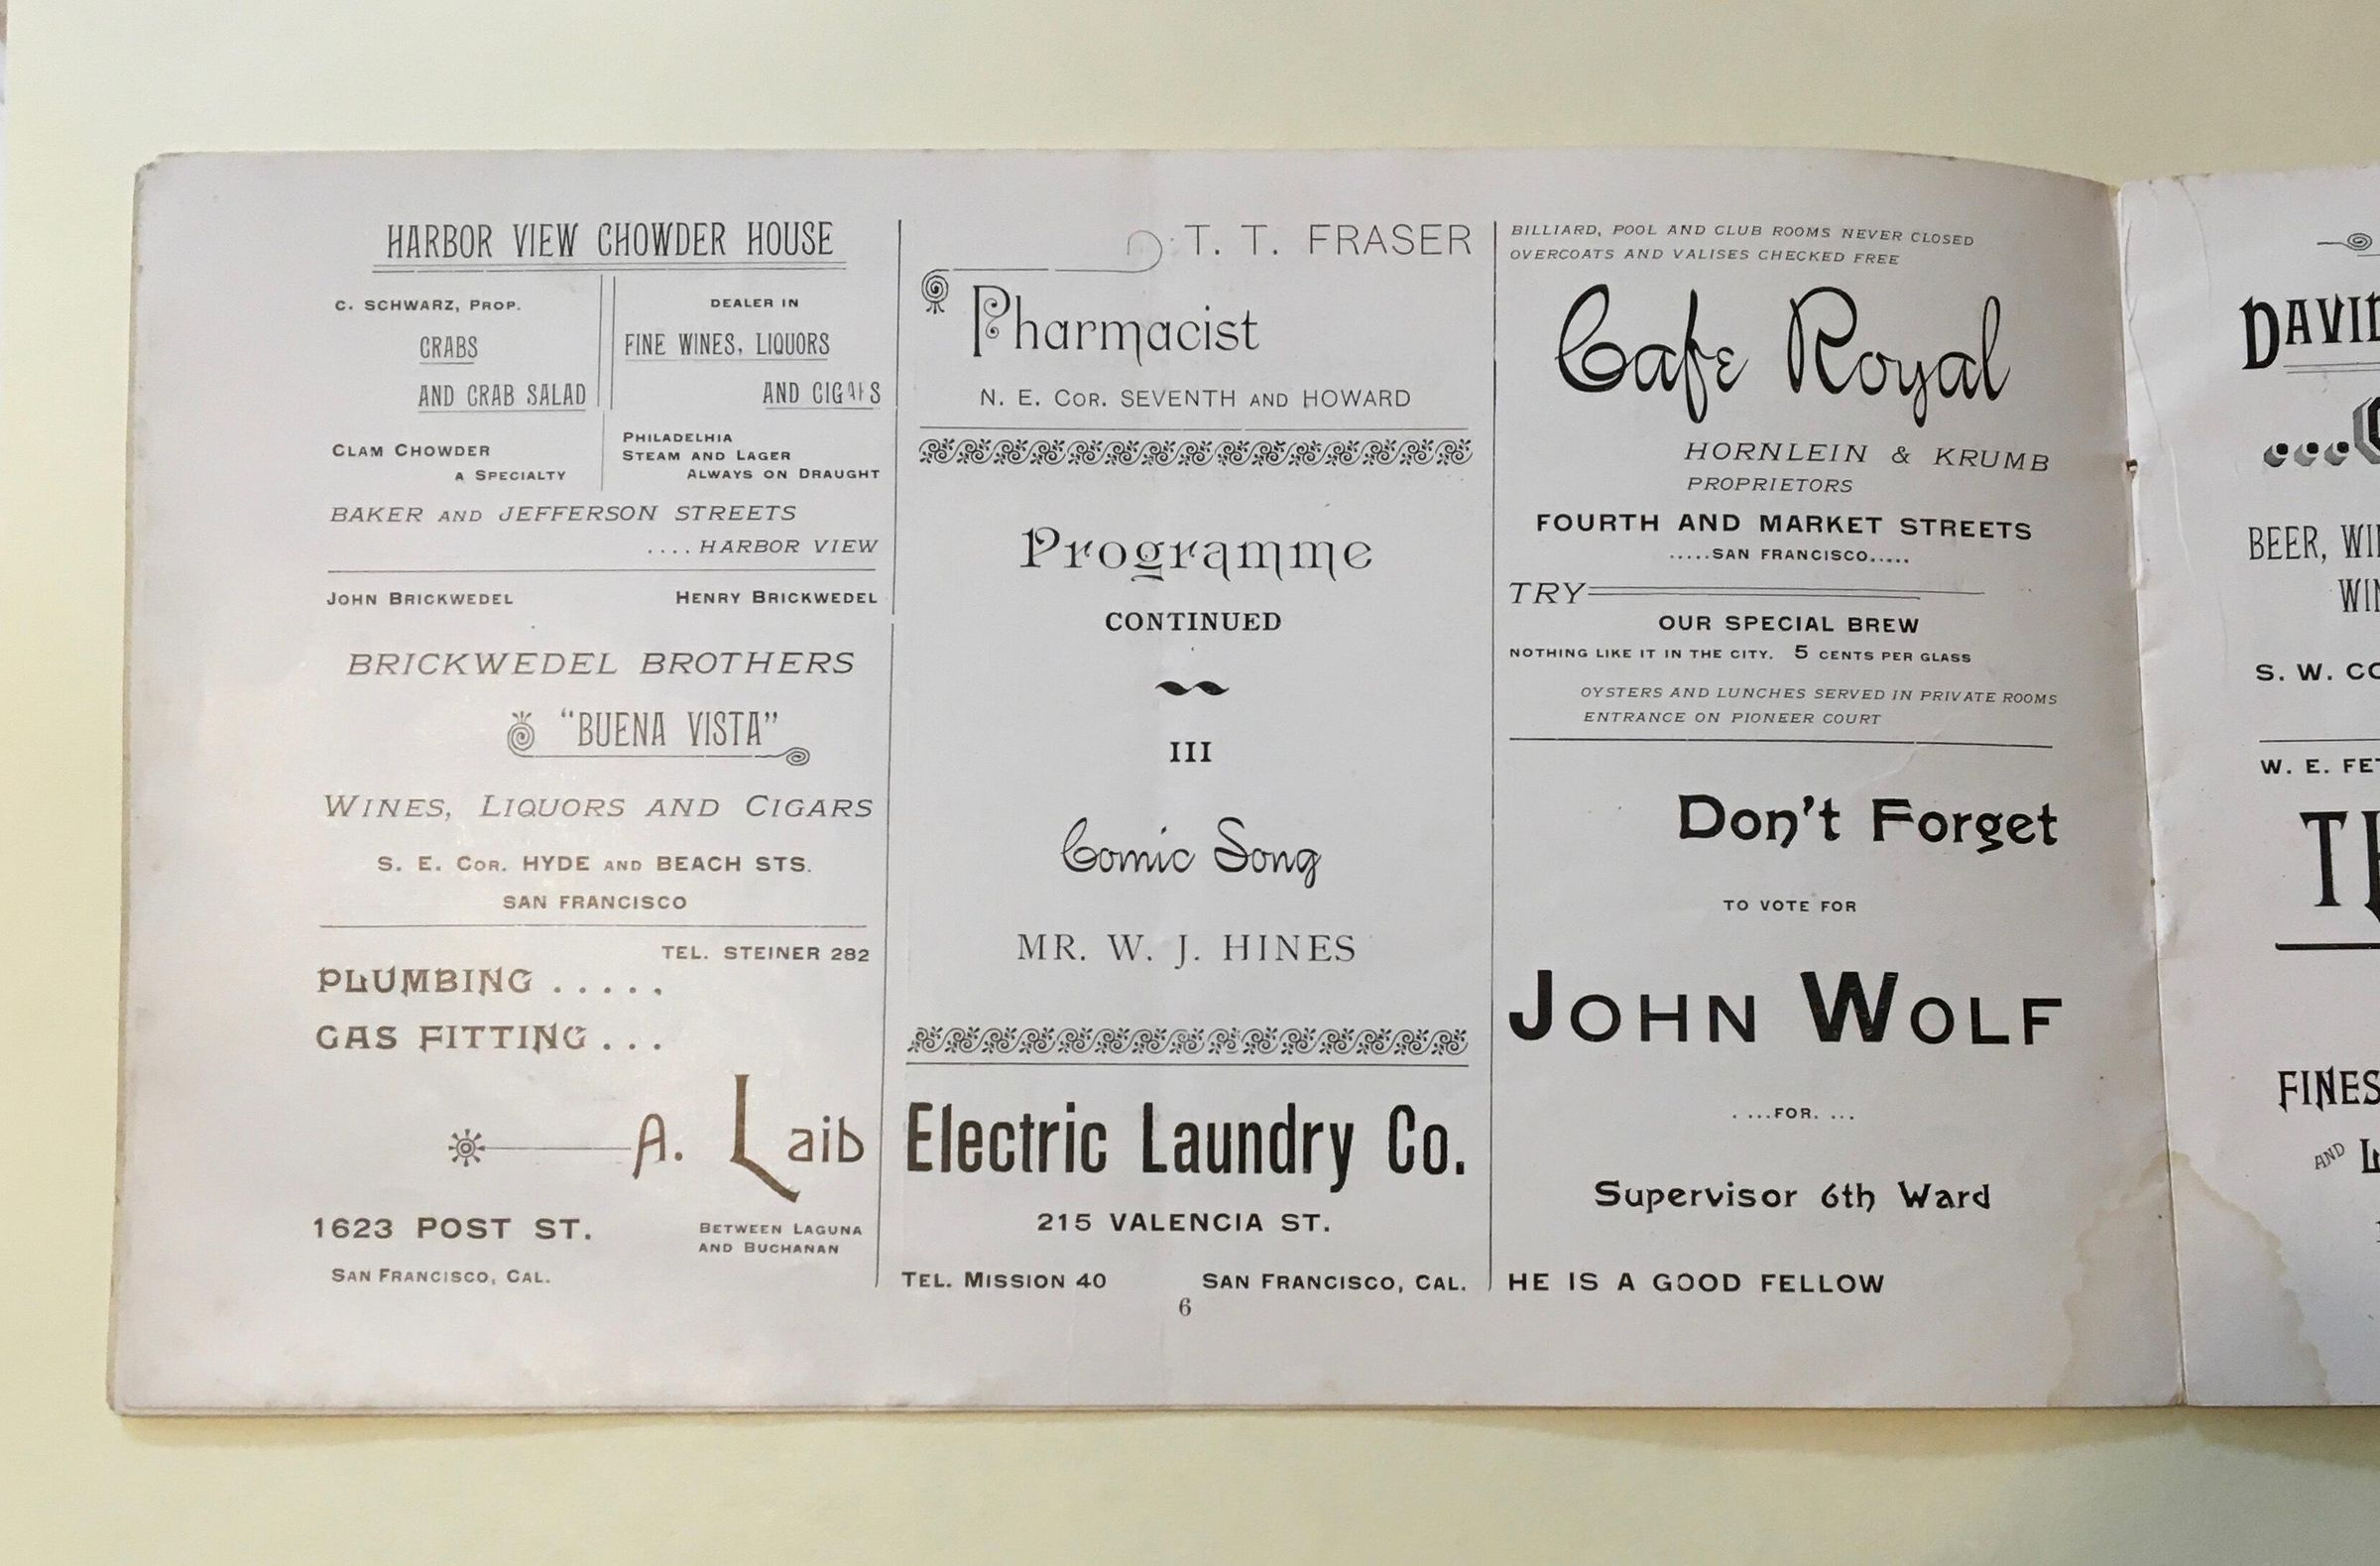 HARBOR VIEW CHOWDER HOUSE
C. SCHWARZ, PROP.
CRABS
AND CRAB SALAD
CLAM CHOWDER
A SPECIALTY
DEALER IN
FINE WINES, LIQUORS
AND CIGARS
PHILADELHIA
STEAM AND LAGER
ALWAYS ON DRAUGHT
BAKER AND JEFFERSON STREETS
.... HARBOR VIEW
JOHN BRICKWEDEL HENRY BRICKWEDEL
BRICKWEDEL BROTHERS
"BUENA VISTA"
WINES, LIQUORS AND CIGARS
S. E. COR. HYDE AND BEACH STS.
SAN FRANCISCO
TEL. STEINER 282
PLUMBING .....
GAS FITTING ...
A. Laib
1623 POST ST.
BETWEEN LAGUNA
AND BUCHANAN
SAN FRANCISCO, CAL.
T. T. FRASER
Pharmacist
N. E. COR. SEVENTH AND HOWARD
Programme
CONTINUED
III
Comic Song
MR. W. J. HINES
Electric Laundry Co.
215 VALENCIA ST.
TEL. MISSION 40 SAN FRANCISCO, CAL.
6
BILLIARD, POOL AND CLUB ROOMS NEVER CLOSED
OVERCOATS AND VALISES CHECKED FREE
Cafe Royal
HORNLEIN & KRUMB
PROPRIETORS
FOURTH AND MARKET STREETS
.....SAN FRANCISCO.....
TRY
OUR SPECIAL BREW
NOTHING LIKE IT IN THE CITY. 5 CENTS PER GLASS
OYSTERS AND LUNCHES SERVED IN PRIVATE ROOMS
ENTRANCE ON PIONEER COURT
Don't Forget
TO VOTE FOR
JOHN WOLF
....FOR. ...
Supervisor 6th Ward
HE IS A GOOD FELLOW
DAVID
BEER,
S. W.
W. E.
AND